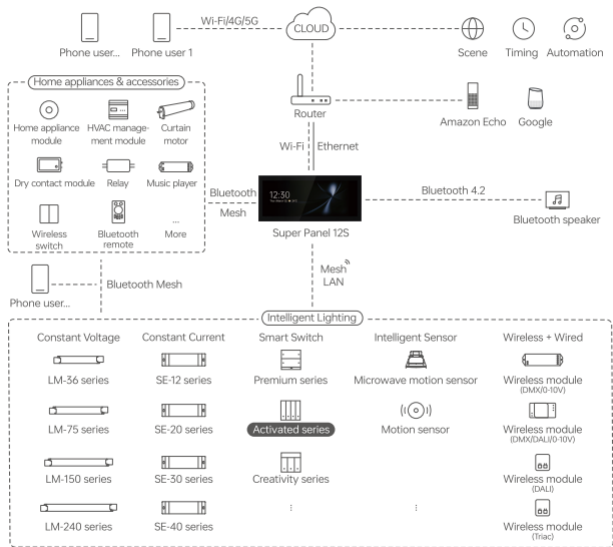 Wi-Fi/4G/5G
CLOUD
Phone user...
Phone user 1
Scene
Timing
Automation
Home appliances & accessories
Home appliance
module
HVAC manage-
ment module
Curtain
motor
Dry contact module
Relay
Music player
Wireless
switch
Bluetooth
remote
...
More
Router
Amazon Echo
Google
Wi-Fi
Ethernet
Bluetooth
Mesh
12:30
Super Panel 12S
Bluetooth 4.2
Bluetooth speaker
Phone user...
Bluetooth Mesh
Mesh
LAN
Intelligent Lighting
Constant Voltage
Constant Current
Smart Switch
Intelligent Sensor
Wireless + Wired
LM-36 series
SE-12 series
Premium series
Microwave motion sensor
Wireless module
(DMX/0-10V)
LM-75 series
SE-20 series
Activated series
Motion sensor
Wireless module
(DMX/DALI/0-10V)
LM-150 series
SE-30 series
Creativity series
Wireless module
(DALI)
LM-240 series
SE-40 series
Wireless module
(Triac)